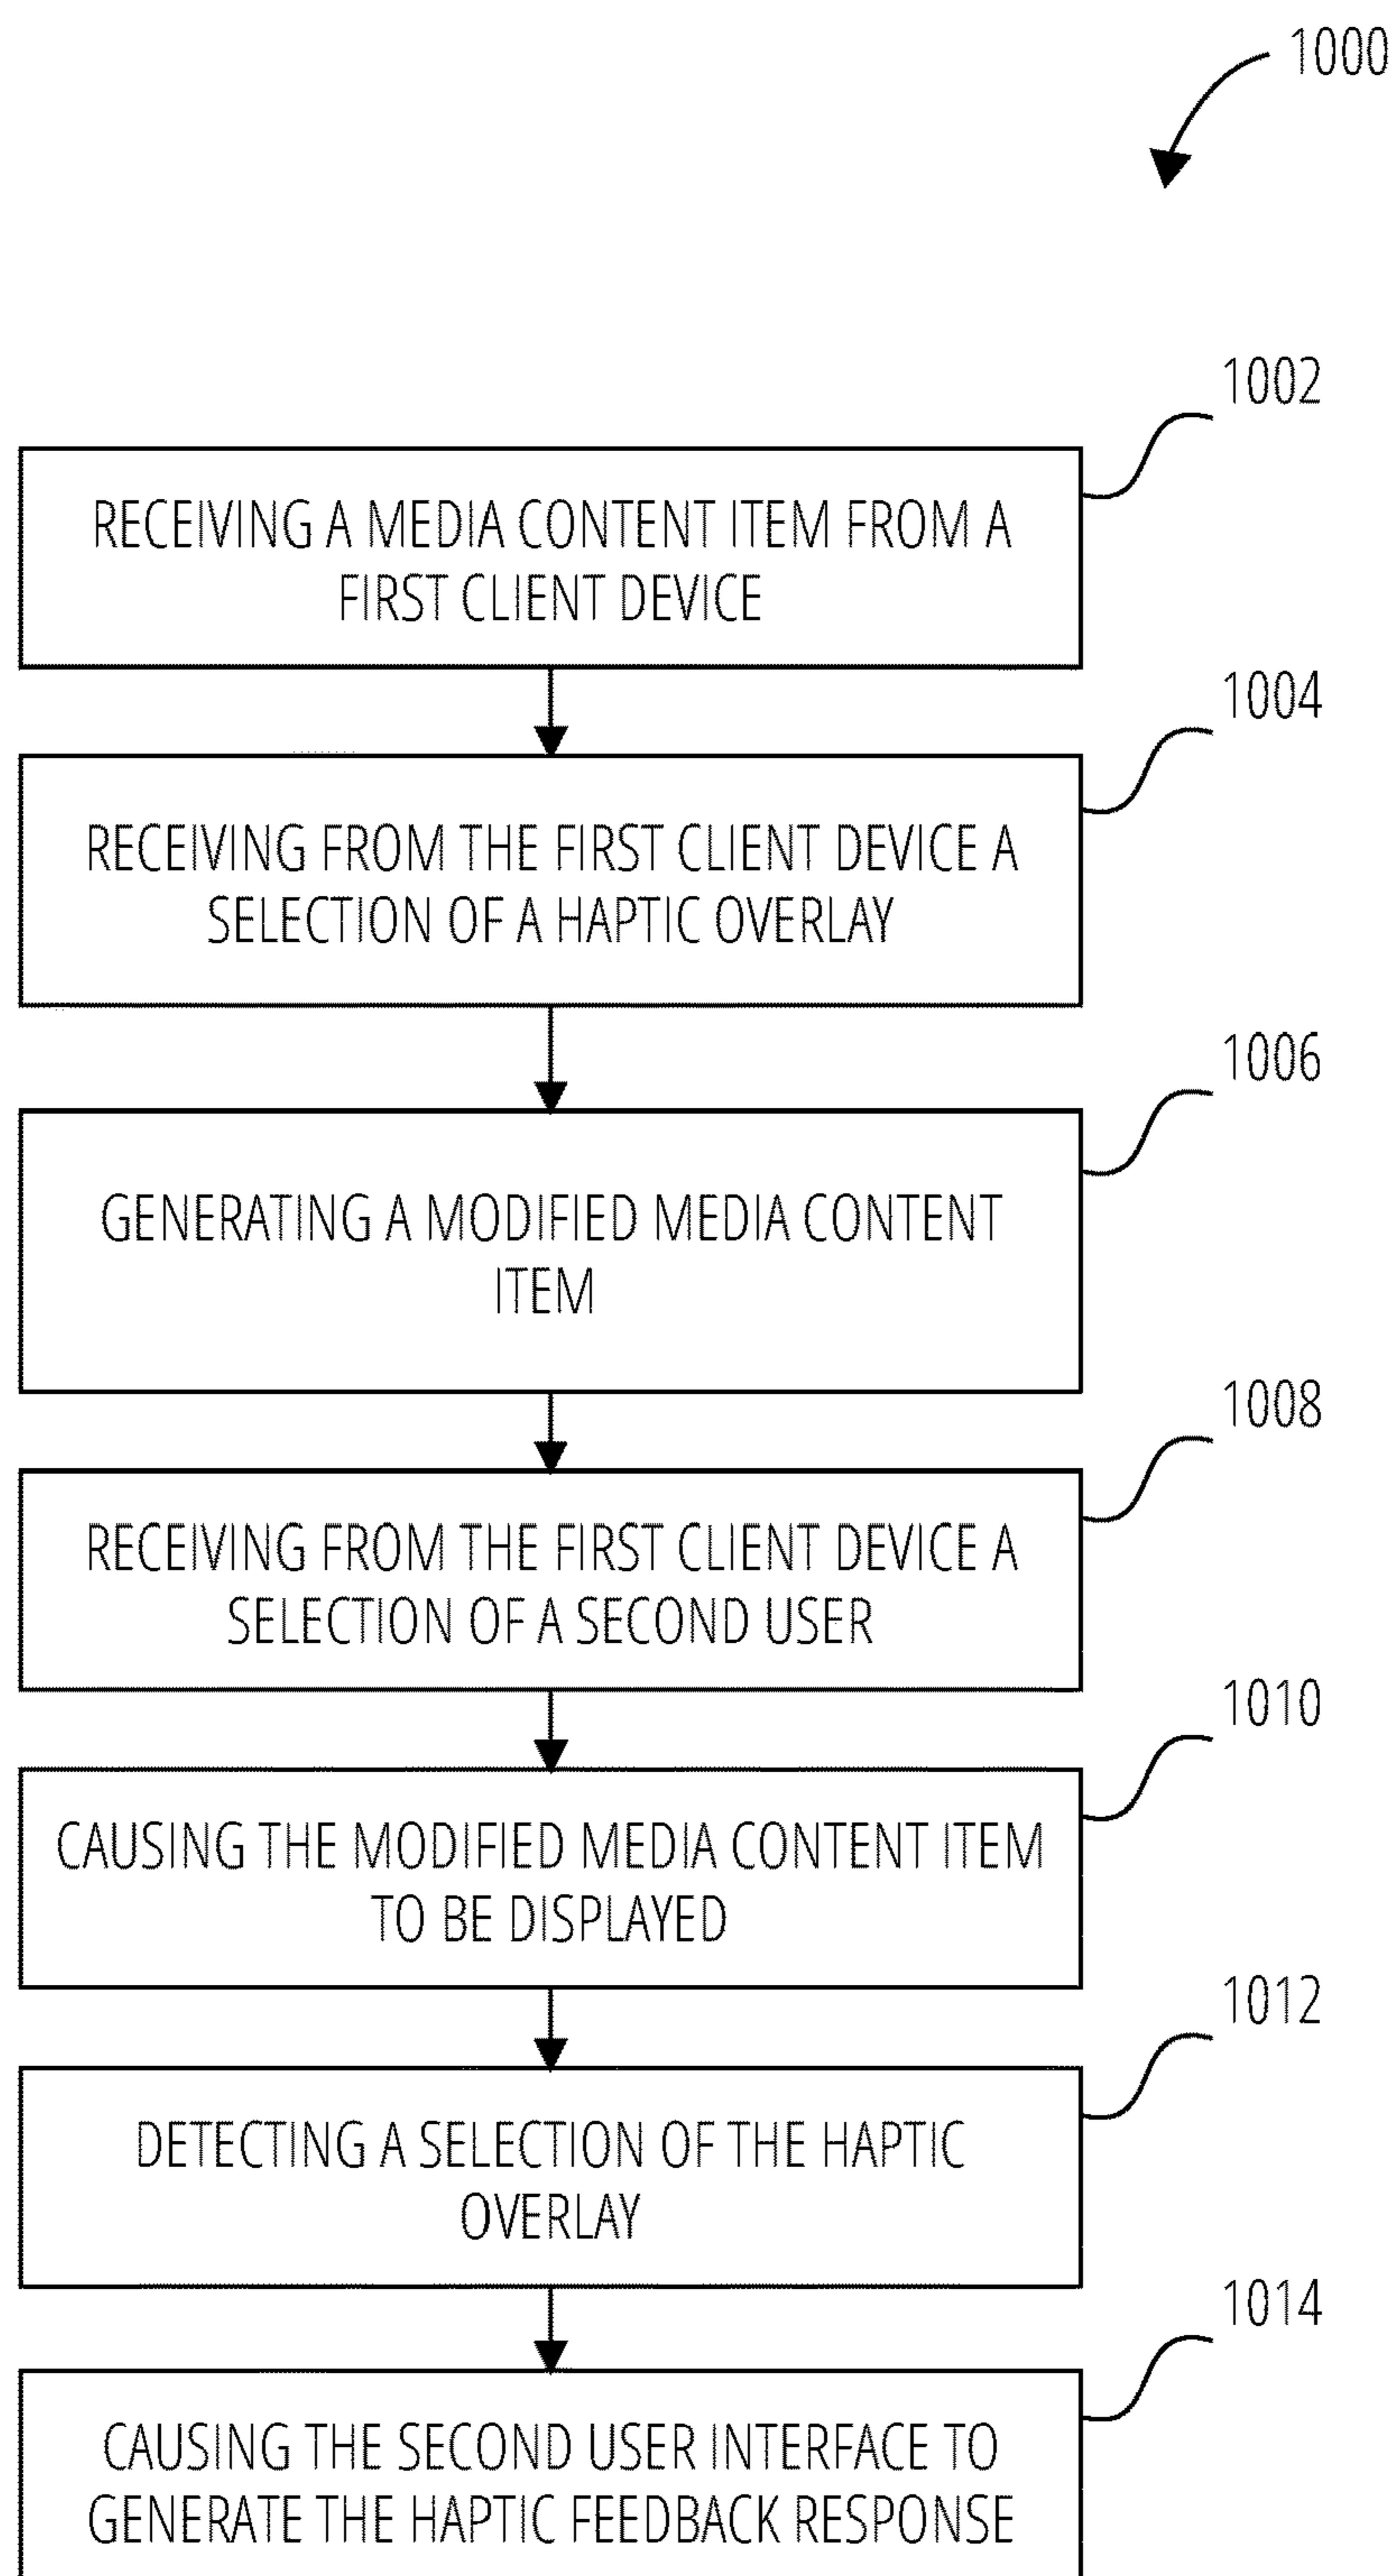 1000
1002
RECEIVING A MEDIA CONTENT ITEM FROM A
FIRST CLIENT DEVICE
1004
RECEIVING FROM THE FIRST CLIENT DEVICE A
SELECTION OF A HAPTIC OVERLAY
1006
GENERATING A MODIFIED MEDIA CONTENT
ITEM
1008
RECEIVING FROM THE FIRST CLIENT DEVICE A
SELECTION OF A SECOND USER
1010
CAUSING THE MODIFIED MEDIA CONTENT ITEM
TO BE DISPLAYED
1012
DETECTING A SELECTION OF THE HAPTIC
OVERLAY
1014
CAUSING THE SECOND USER INTERFACE TO
GENERATE THE HAPTIC FEEDBACK RESPONSE